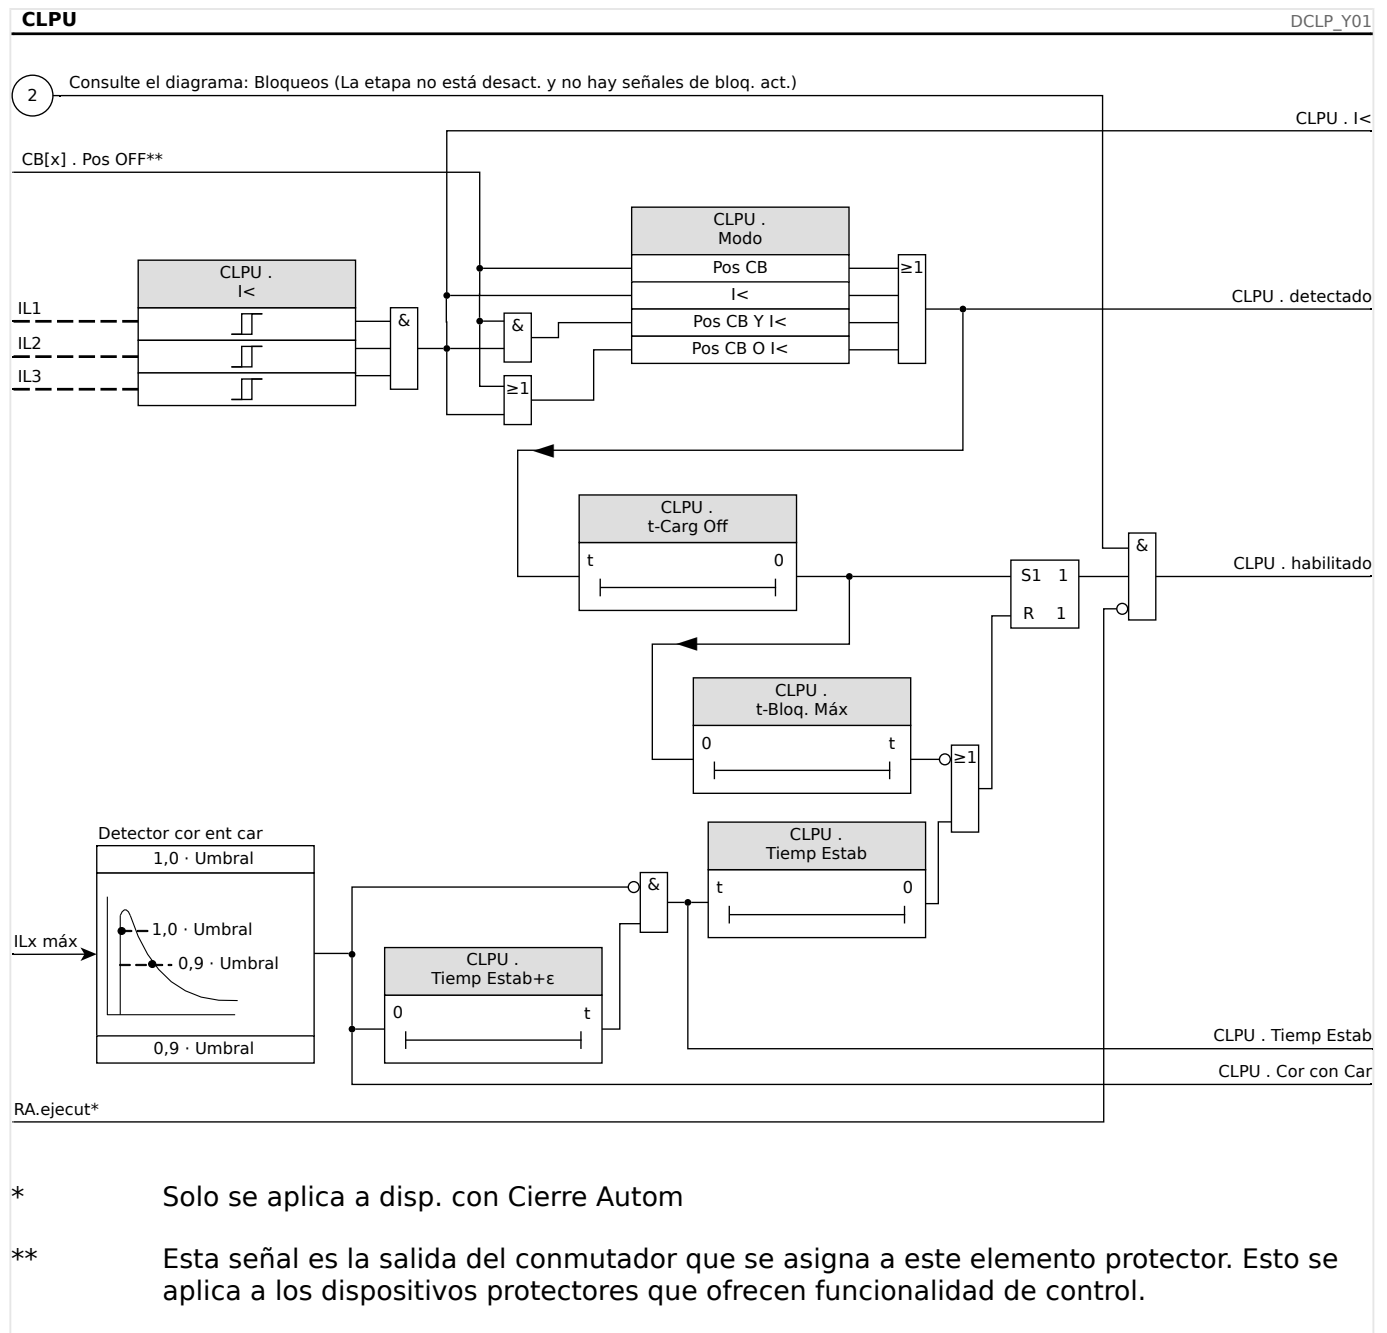 CLPU
DCLP_Y01
2
Consulte el diagrama: Bloqueos (La etapa no está desact. y no hay señales de bloq. act.)
CLPU . I<
CB[x] . Pos OFF**
CLPU .
Modo
Pos CB
I<
Pos CB Y I<
Pos CB O I<
≥1
CLPU .
I<
IL1
IL2
IL3
&
&
≥1
CLPU . detectado
CLPU .
t-Carg Off
t 0
S1 1
R 1
&
CLPU . habilitado
CLPU .
t-Bloq. Máx
0 t
≥1
CLPU .
Tiemp Estab
t 0
Detector cor ent car
1,0 · Umbral
1,0 · Umbral
0,9 · Umbral
0,9 · Umbral
ILx máx
&
CLPU .
Tiemp Estab+ε
0 t
CLPU . Tiemp Estab
CLPU . Cor con Car
RA.ejecut*
* Solo se aplica a disp. con Cierre Autom
** Esta señal es la salida del conmutador que se asigna a este elemento protector. Esto se
aplica a los dispositivos protectores que ofrecen funcionalidad de control.